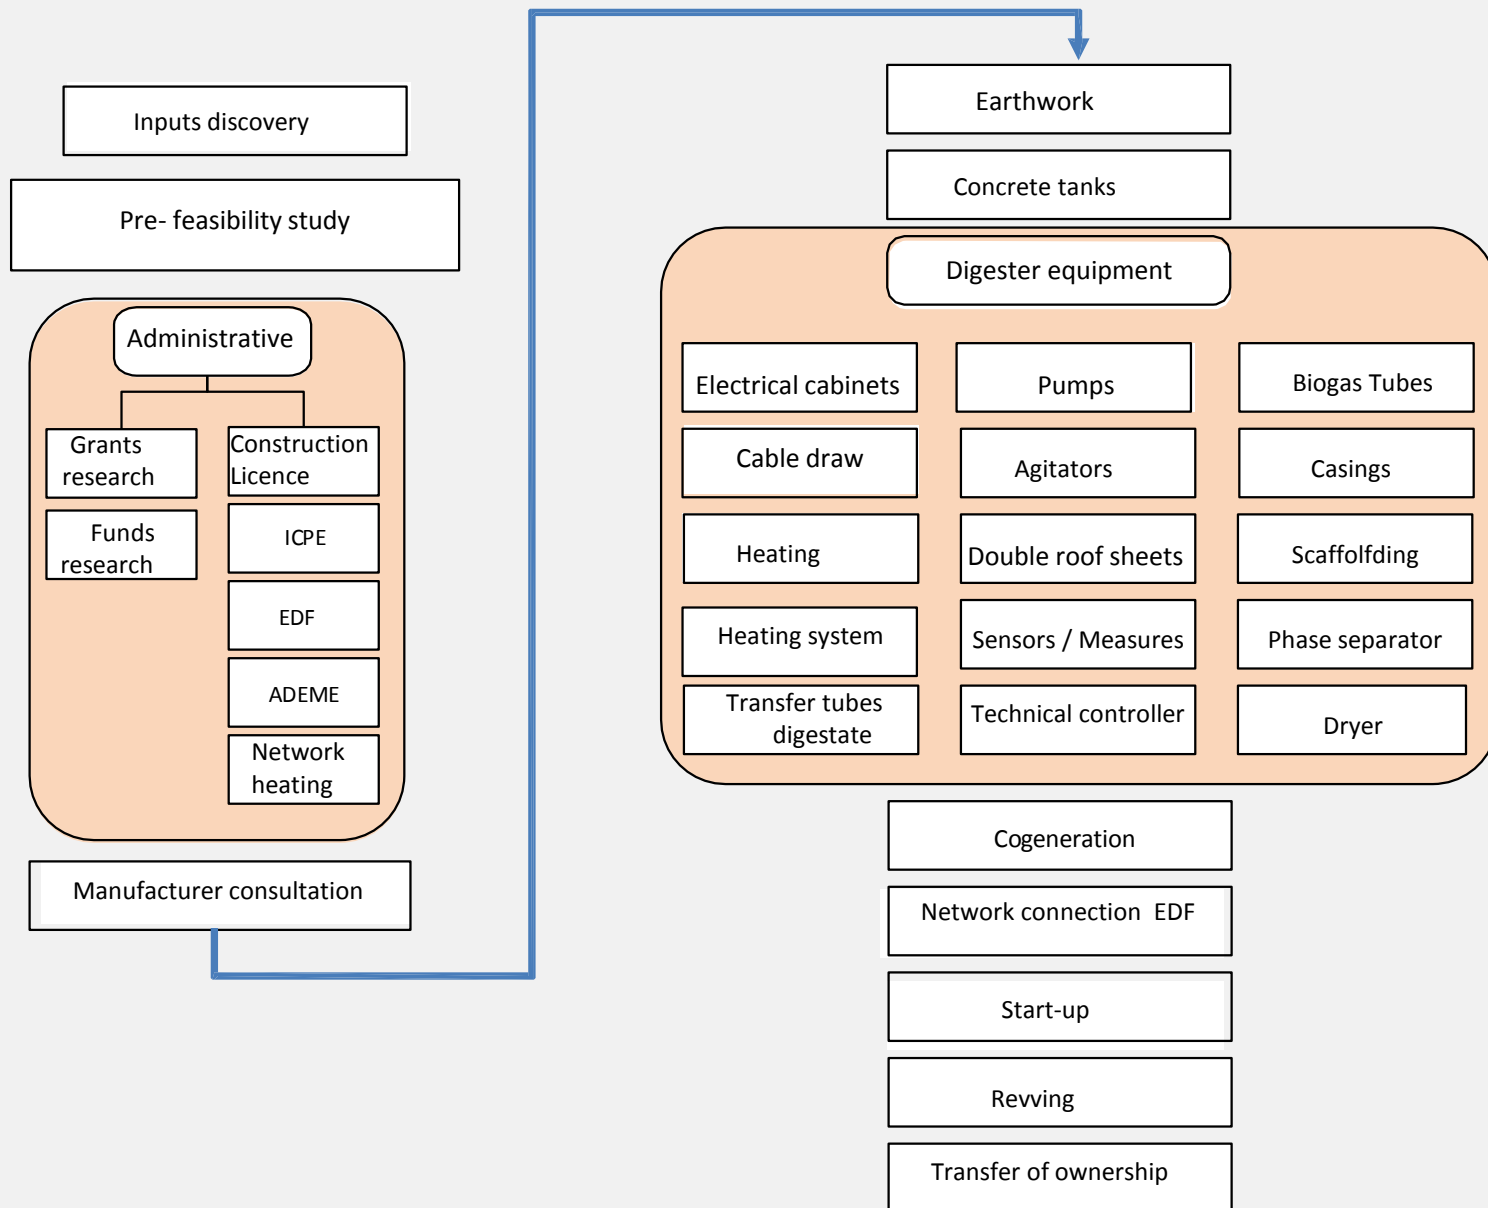 Inputs discovery
Pre- feasibility study
Administrative
Grants
research
Funds
research
Construction
Licence
ICPE
EDF
ADEME
Network
heating
Manufacturer consultation
Earthwork
Concrete tanks
Digester equipment
Electrical cabinets
Pumps
Biogas Tubes
Cable draw
Agitators
Casings
Heating
Double roof sheets
Scaffolfding
Heating system
Sensors / Measures
Phase separator
Transfer tubes
digestate
Technical controller
Dryer
Cogeneration
Network connection EDF
Start-up
Revving
Transfer of ownership